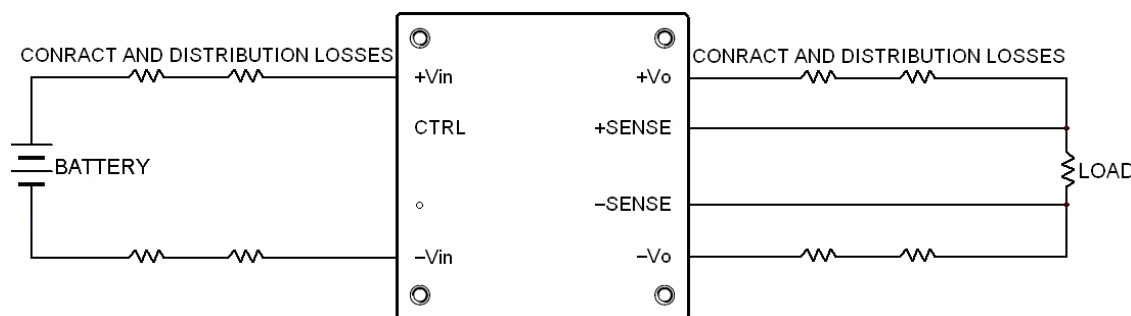 CONRACT AND DISTRIBUTION LOSSES
CONRACT AND DISTRIBUTION LOSSES
+Vin
+Vo
CTRL
+SENSE
BATTERY
LOAD
−SENSE
−Vin
−Vo